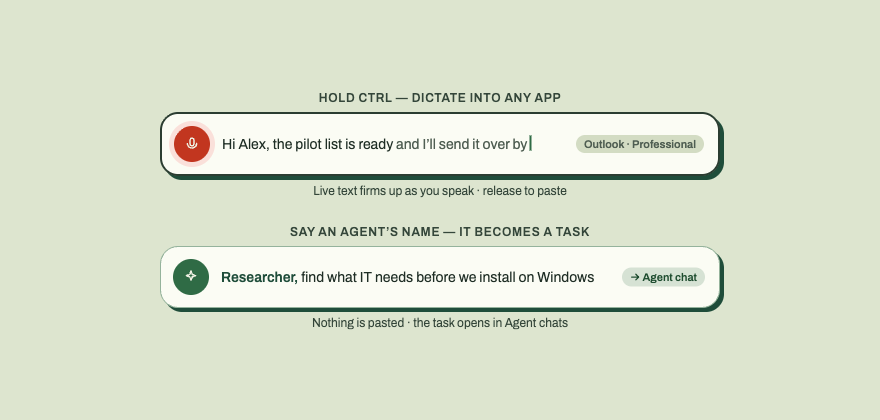 HOLD CTRL — DICTATE INTO ANY APP
Hi Alex, the pilot list is ready and I’ll send it over by
Outlook · Professional
Live text firms up as you speak · release to paste
SAY AN AGENT’S NAME — IT BECOMES A TASK
Researcher, find what IT needs before we install on Windows
→ Agent chat
Nothing is pasted · the task opens in Agent chats